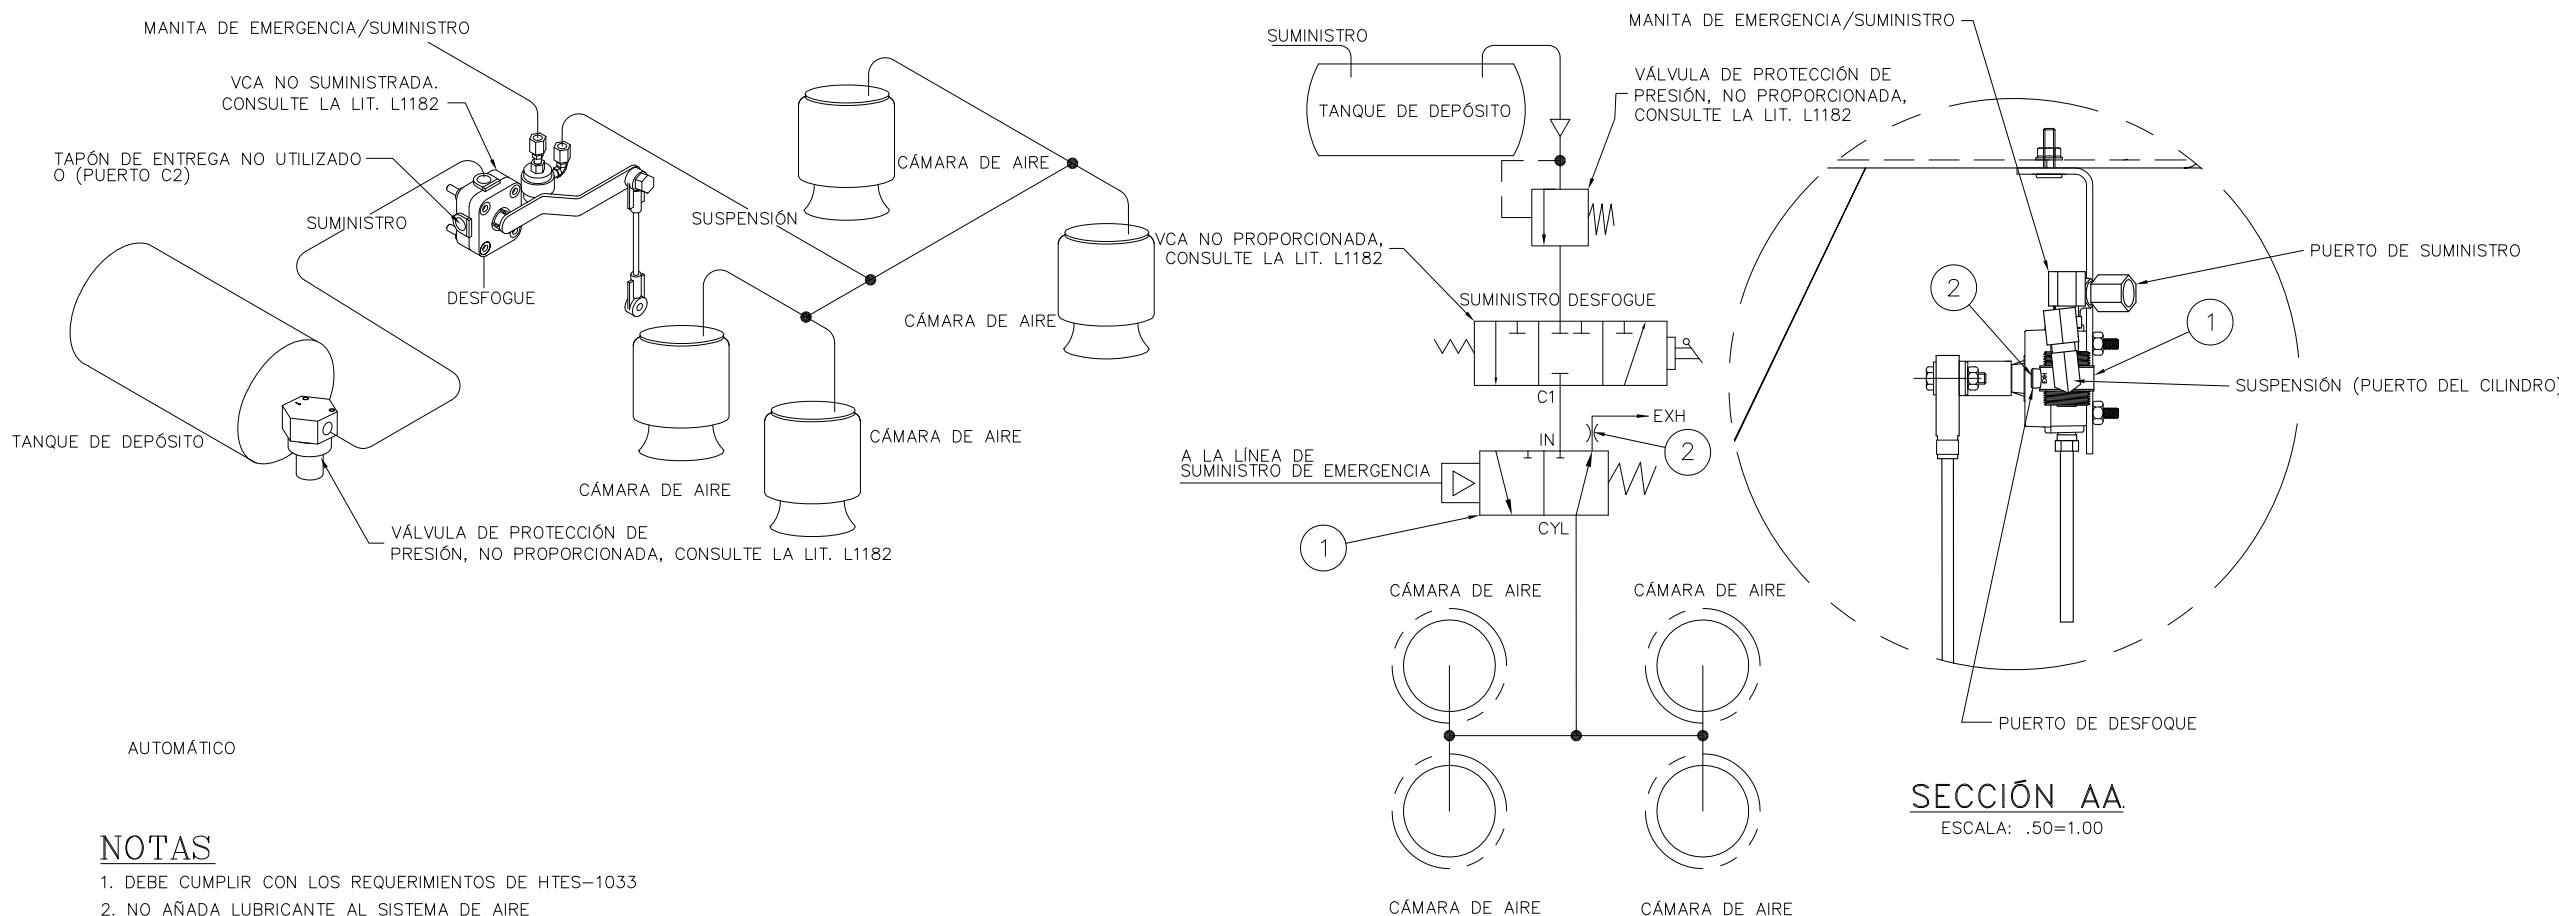 MANITA DE EMERGENCIA/SUMINISTRO
VCA NO SUMINISTRADA.
CONSULTE LA LIT. L1182
TAPÓN DE ENTREGA NO UTILIZADO
O (PUERTO C2)
SUMINISTRO
DESFOGUE
SUSPENSIÓN
CÁMARA DE AIRE
CÁMARA DE AIRE
CÁMARA DE AIRE
CÁMARA DE AIRE
TANQUE DE DEPÓSITO
VÁLVULA DE PROTECCIÓN DE
PRESIÓN, NO PROPORCIONADA, CONSULTE LA LIT. L1182
AUTOMÁTICO
NOTAS
1. DEBE CUMPLIR CON LOS REQUERIMIENTOS DE HTES-1033
2. NO AÑADA LUBRICANTE AL SISTEMA DE AIRE
SUMINISTRO
TANQUE DE DEPÓSITO
VÁLVULA DE PROTECCIÓN DE
PRESIÓN, NO PROPORCIONADA,
CONSULTE LA LIT. L1182
VCA NO PROPORCIONADA,
CONSULTE LA LIT. L1182
SUMINISTRO DESFOGUE
C1
EXH
IN
2
A LA LÍNEA DE
SUMINISTRO DE EMERGENCIA
CYL
1
CÁMARA DE AIRE
CÁMARA DE AIRE
CÁMARA DE AIRE
CÁMARA DE AIRE
MANITA DE EMERGENCIA/SUMINISTRO
PUERTO DE SUMINISTRO
2
1
EXH
SUSPENSIÓN (PUERTO DEL CILINDRO)
PUERTO DE DESFOQUE
SECCIÓN AA.
ESCALA: .50=1.00